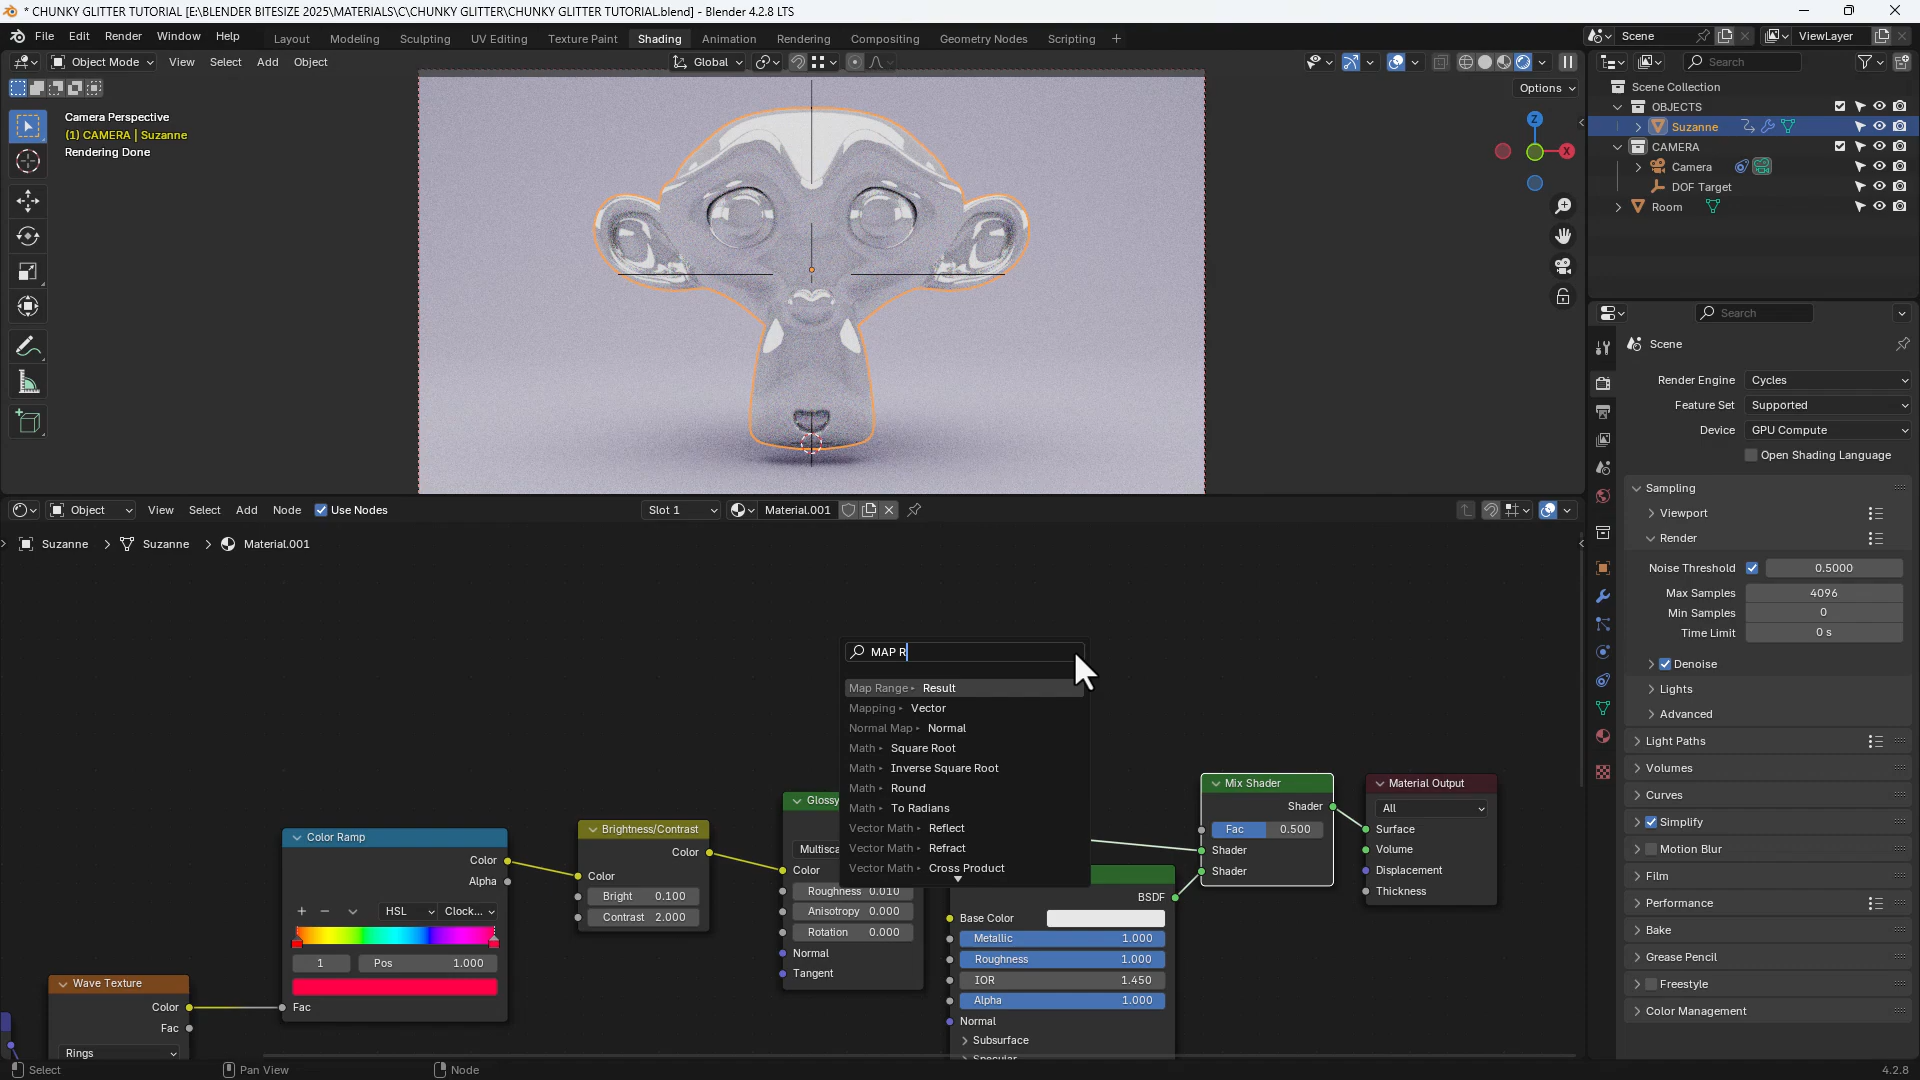 * CHUNKY GLITTER TUTORIAL [E:\BLENDER BITESIZE 2025\MATERIALS\C\CHUNKY GLITTER\CHUNKY GLITTER TUTORIAL.blend] - Blender 4.2.8 LTS
File Edit Render Window Help Layout Modeling Sculpting UV Editing Texture Paint Shading Animation Rendering Compositing Geometry Nodes Scripting + Scene ViewLayer
Object Mode View Select Add Object Global Search
Options
Camera Perspective
(1) CAMERA | Suzanne
Rendering Done
Z
X
Scene Collection
OBJECTS
Suzanne
CAMERA
Camera
DOF Target
Room
Search
Scene
Render Engine Cycles
Feature Set Supported
Device GPU Compute
Open Shading Language
Sampling
Viewport
Render
Noise Threshold 0.5000
Max Samples 4096
Min Samples 0
Time Limit 0 s
Denoise
Lights
Advanced
Light Paths
Volumes
Curves
Simplify
Motion Blur
Film
Performance
Bake
Grease Pencil
Freestyle
Color Management
Object View Select Add Node Use Nodes Slot 1 Material.001
Suzanne > Suzanne > Material.001
MAP R
Map Range Result
Mapping Vector
Normal Map Normal
Math Square Root
Math Inverse Square Root
Math Round
Math To Radians
Vector Math Reflect
Vector Math Refract
Vector Math Cross Product
Wave Texture
Color
Fac
Rings
Color Ramp
Color
Alpha
+ − HSL Clock...
1 Pos 1.000
Fac
Brightness/Contrast
Color
Color
Bright 0.100
Contrast 2.000
Glossy
Multisca
Color
Roughness 0.010
Anisotropy 0.000
Rotation 0.000
Normal
Tangent
BSDF
Base Color
Metallic 1.000
Roughness 1.000
IOR 1.450
Alpha 1.000
Normal
Subsurface
Specular
Mix Shader
Shader
Fac 0.500
Shader
Shader
Material Output
All
Surface
Volume
Displacement
Thickness
Select Pan View Node 4.2.8